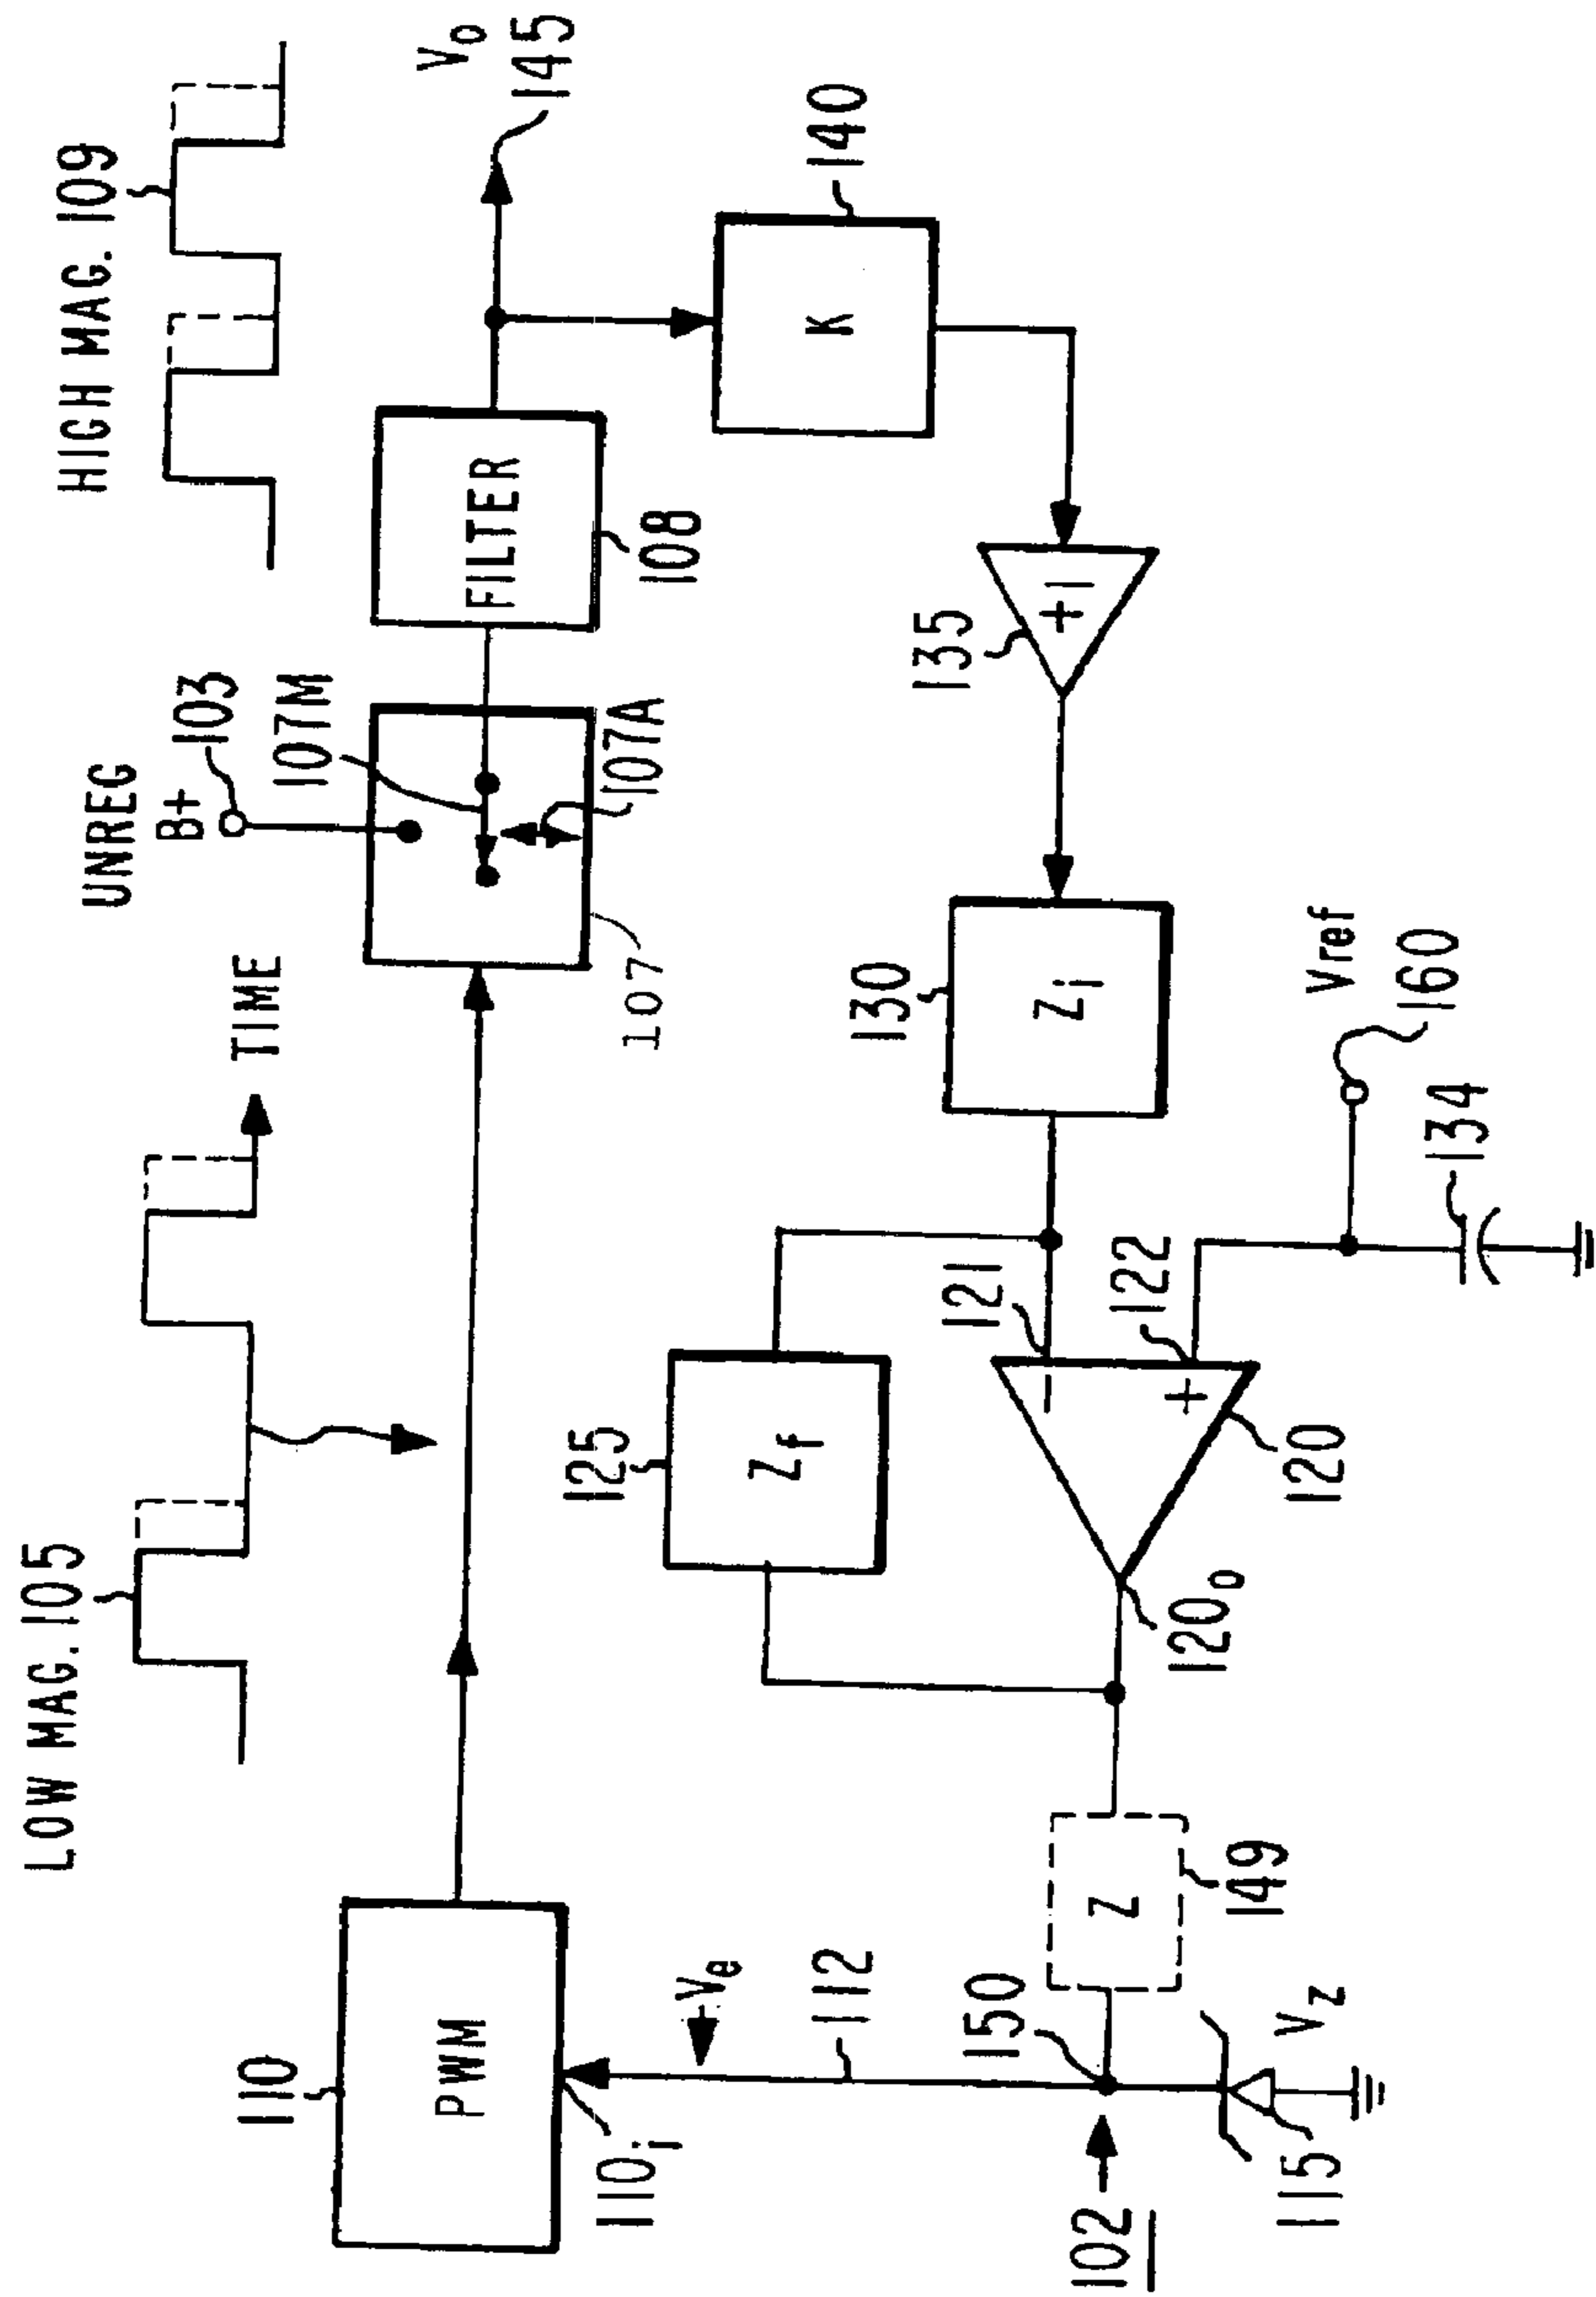 LOW MAG. 105
TIME
UNREG
B+
103
HIGH MAG. 109
110
PWM
110i
Ve
112
107M
107A
107
FILTER
108
Vo
145
K
140
135
+1
130
Zi
125
Zf
121
122
−
+
120
120o
Vref
160
134
Z
149
150
102
115
Vz